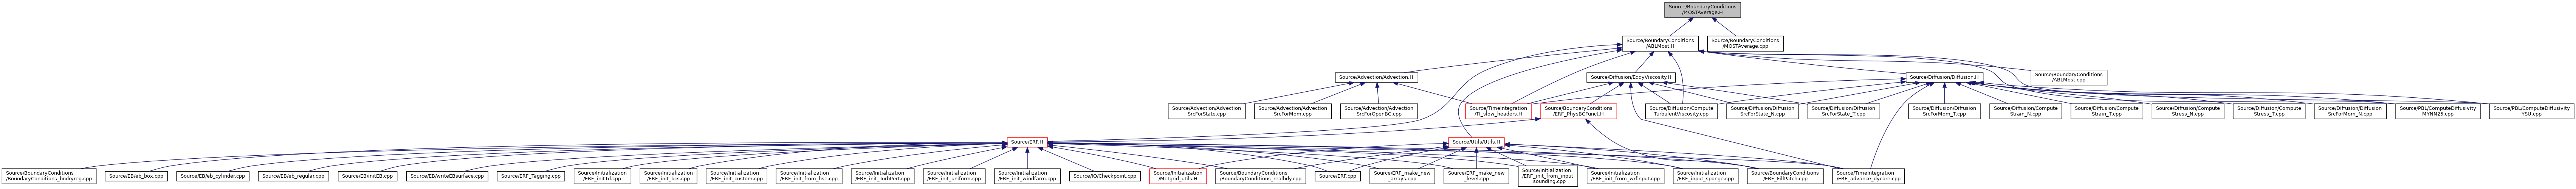 Source/BoundaryConditions
/MOSTAverage.H
Source/BoundaryConditions
/ABLMost.H
Source/BoundaryConditions
/MOSTAverage.cpp
Source/Advection/Advection.H
Source/Diffusion/EddyViscosity.H
Source/Diffusion/Diffusion.H
Source/BoundaryConditions
/ABLMost.cpp
Source/Advection/Advection
SrcForState.cpp
Source/Advection/Advection
SrcForMom.cpp
Source/Advection/Advection
SrcForOpenBC.cpp
Source/TimeIntegration
/TI_slow_headers.H
Source/BoundaryConditions
/ERF_PhysBCFunct.H
Source/Diffusion/Compute
TurbulentViscosity.cpp
Source/Diffusion/Diffusion
SrcForState_N.cpp
Source/Diffusion/Diffusion
SrcForState_T.cpp
Source/Diffusion/Diffusion
SrcForMom_T.cpp
Source/Diffusion/Compute
Strain_N.cpp
Source/Diffusion/Compute
Strain_T.cpp
Source/Diffusion/Compute
Stress_N.cpp
Source/Diffusion/Compute
Stress_T.cpp
Source/Diffusion/Diffusion
SrcForMom_N.cpp
Source/PBL/ComputeDiffusivity
MYNN25.cpp
Source/PBL/ComputeDiffusivity
YSU.cpp
Source/ERF.H
Source/Utils/Utils.H
Source/BoundaryConditions
/BoundaryConditions_bndryreg.cpp
Source/EB/eb_box.cpp
Source/EB/eb_cylinder.cpp
Source/EB/eb_regular.cpp
Source/EB/InitEB.cpp
Source/EB/writeEBsurface.cpp
Source/ERF_Tagging.cpp
Source/Initialization
/ERF_init1d.cpp
Source/Initialization
/ERF_init_bcs.cpp
Source/Initialization
/ERF_init_custom.cpp
Source/Initialization
/ERF_init_from_hse.cpp
Source/Initialization
/ERF_init_TurbPert.cpp
Source/Initialization
/ERF_init_uniform.cpp
Source/Initialization
/ERF_init_windfarm.cpp
Source/IO/Checkpoint.cpp
Source/Initialization
/Metgrid_utils.H
Source/BoundaryConditions
/BoundaryConditions_realbdy.cpp
Source/ERF.cpp
Source/ERF_make_new
_arrays.cpp
Source/ERF_make_new
_level.cpp
Source/Initialization
/ERF_init_from_input
_sounding.cpp
Source/Initialization
/ERF_init_from_wrfinput.cpp
Source/Initialization
/ERF_input_sponge.cpp
Source/BoundaryConditions
/ERF_FillPatch.cpp
Source/TimeIntegration
/ERF_advance_dycore.cpp